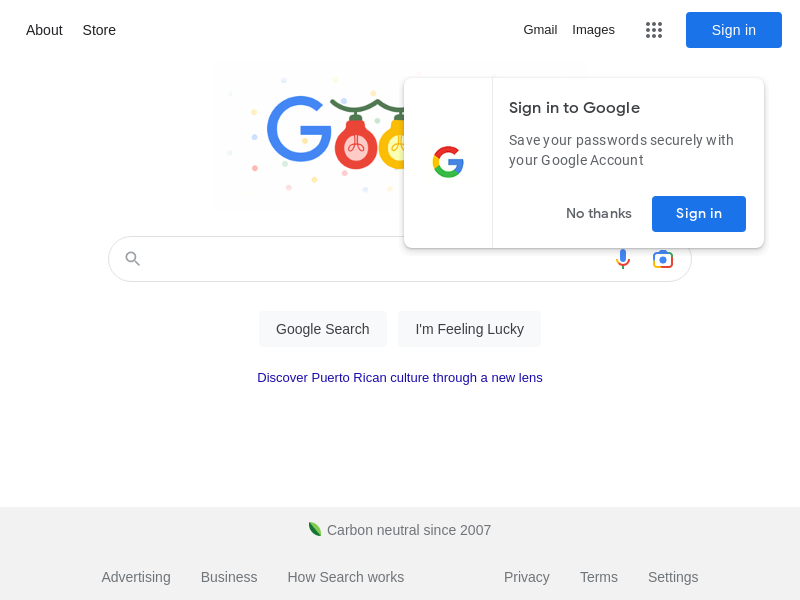 About Store Gmail Images Sign in
Sign in to Google
Save your passwords securely with
your Google Account
No thanks Sign in
Google Search I'm Feeling Lucky
Discover Puerto Rican culture through a new lens
Carbon neutral since 2007
Advertising Business How Search works Privacy Terms Settings